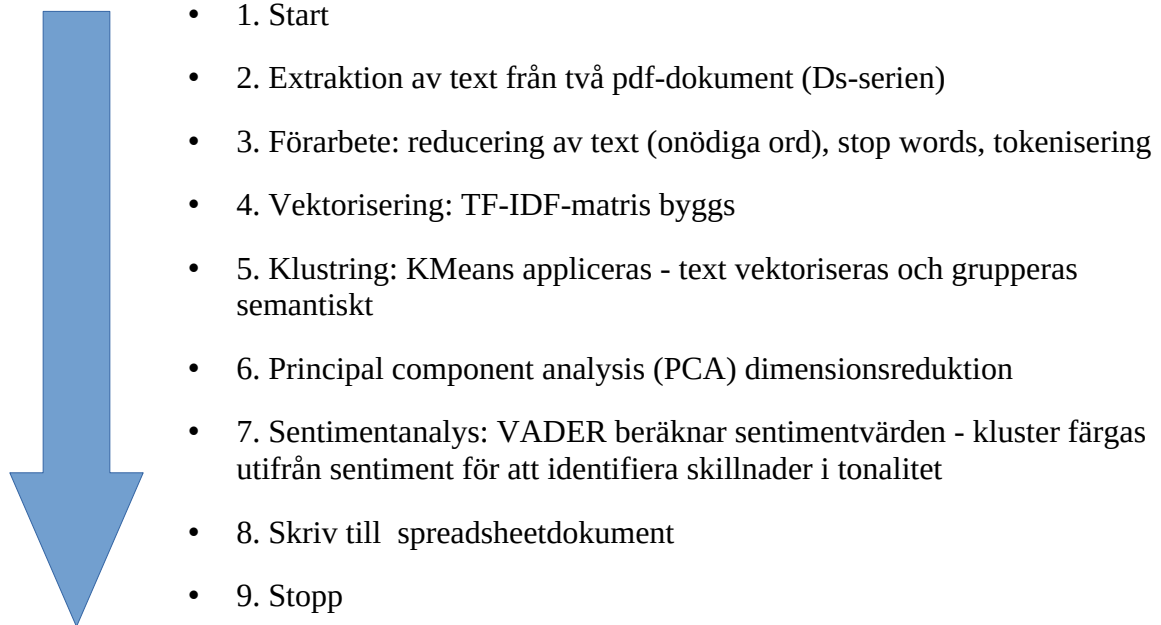 • 1. Start
• 2. Extraktion av text från två pdf-dokument (Ds-serien)
• 3. Förarbete: reducering av text (onödiga ord), stop words, tokenisering
• 4. Vektorisering: TF-IDF-matris byggs
• 5. Klustring: KMeans appliceras - text vektoriseras och grupperas
semantiskt
• 6. Principal component analysis (PCA) dimensionsreduktion
• 7. Sentimentanalys: VADER beräknar sentimentvärden - kluster färgas
utifrån sentiment för att identifiera skillnader i tonalitet
• 8. Skriv till  spreadsheetdokument
• 9. Stopp